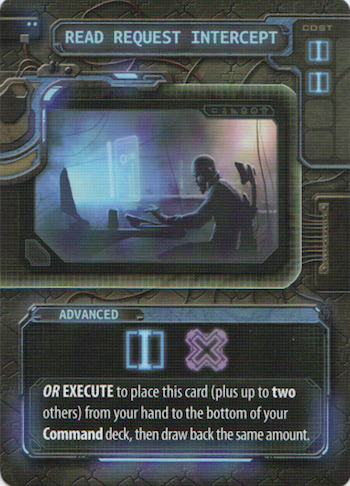 READ REQUEST INTERCEPT
COST
ADVANCED
OR EXECUTE to place this card (plus up to two
others) from your hand to the bottom of your
Command deck, then draw back the same amount.